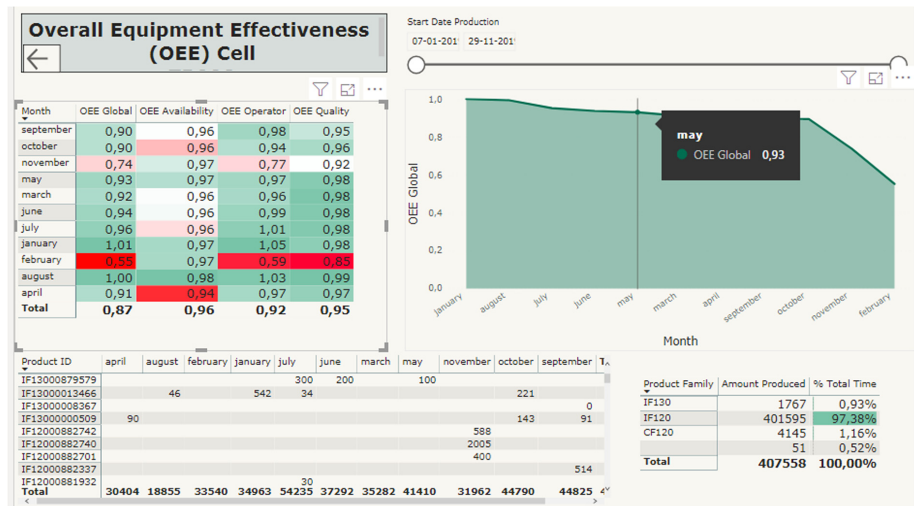 Overall Equipment Effectiveness
(OEE) Cell
Start Date Production
07-01-201
29-11-201
Month OEE Global OEE Availability OEE Operator OEE Quality
september 0,90 0,96 0,98 0,95
october 0,90 0,96 0,94 0,96
november 0,74 0,97 0,77 0,92
may 0,93 0,97 0,97 0,98
march 0,92 0,96 0,96 0,98
june 0,94 0,96 0,99 0,98
july 0,96 0,96 1,01 0,98
january 1,01 0,97 1,05 0,98
february 0,55 0,97 0,59 0,85
august 1,00 0,98 1,03 0,99
april 0,91 0,94 0,97 0,97
Total 0,87 0,96 0,92 0,95
OEE Global
1,0
0,8
0,6
0,4
0,2
0,0
may
OEE Global 0,93
january august july june may march april september october november february
Month
Product ID april august february january july june march may november october september
IF13000879579 300 200 100
IF13000013466 46 542 34 221
IF13000008367 0
IF13000000509 90 143 91
IF12000882742 588
IF12000882740 2005
IF12000882701 400
IF12000882337 514
IF12000881932 30
Total 30404 18855 33540 34963 54235 37292 35282 41410 31962 44790 44825
Product Family Amount Produced % Total Time
IF130 1767 0,93%
IF120 401595 97,38%
CF120 4145 1,16%
51 0,52%
Total 407558 100,00%